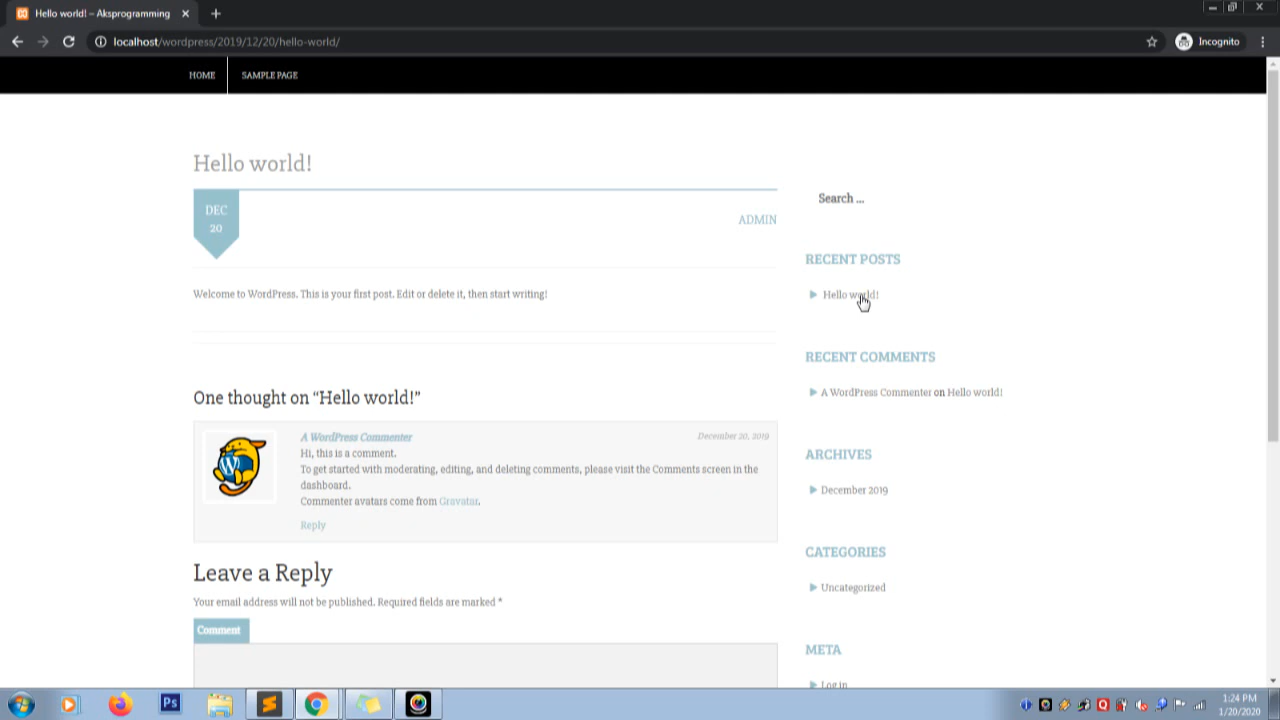 Hello world! – Aksprogramming
localhost/wordpress/2019/12/20/hello-world/
Incognito
HOME
SAMPLE PAGE
Hello world!
DEC
20
ADMIN
Welcome to WordPress. This is your first post. Edit or delete it, then start writing!
One thought on “Hello world!”
A WordPress Commenter
December 20, 2019
Hi, this is a comment.
To get started with moderating, editing, and deleting comments, please visit the Comments screen in the
dashboard.
Commenter avatars come from Gravatar.
Reply
Leave a Reply
Your email address will not be published. Required fields are marked *
Comment
Search ...
RECENT POSTS
Hello world!
RECENT COMMENTS
A WordPress Commenter on Hello world!
ARCHIVES
December 2019
CATEGORIES
Uncategorized
META
Log in
Ps
1:24 PM
1/20/2020